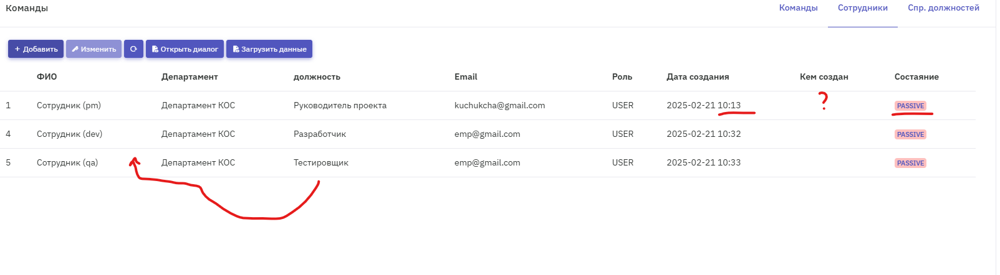 Команды Команды Сотрудники Спр. должностей
+ Добавить Изменить Открыть диалог Загрузить данные
ФИО Департамент должность Email Роль Дата создания Кем создан Состаяние
1 Сотрудник (pm) Департамент КОС Руководитель проекта kuchukcha@gmail.com USER 2025-02-21 10:13 ? PASSIVE
4 Сотрудник (dev) Департамент КОС Разработчик emp@gmail.com USER 2025-02-21 10:32 PASSIVE
5 Сотрудник (qa) Департамент КОС Тестировщик emp@gmail.com USER 2025-02-21 10:33 PASSIVE